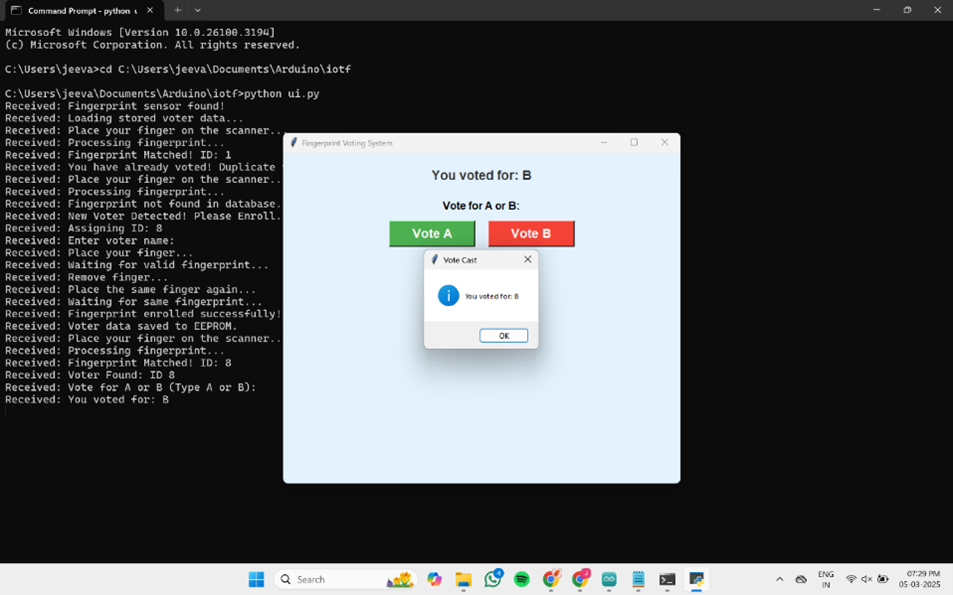 Command Prompt - python u
Microsoft Windows [Version 10.0.26100.3194]
(c) Microsoft Corporation. All rights reserved.
C:\Users\jeeva>cd C:\Users\jeeva\Documents\Arduino\iotf
C:\Users\jeeva\Documents\Arduino\iotf>python ui.py
Received: Fingerprint sensor found!
Received: Loading stored voter data...
Received: Place your finger on the scanner..
Received: Processing fingerprint...
Received: Fingerprint Matched! ID: 1
Received: You have already voted! Duplicate
Received: Place your finger on the scanner..
Received: Processing fingerprint...
Received: Fingerprint not found in database.
Received: New Voter Detected! Please Enroll.
Received: Assigning ID: 8
Received: Enter voter name:
Received: Place your finger...
Received: Waiting for valid fingerprint...
Received: Remove finger...
Received: Place the same finger again...
Received: Waiting for same fingerprint...
Received: Fingerprint enrolled successfully!
Received: Voter data saved to EEPROM.
Received: Place your finger on the scanner..
Received: Processing fingerprint...
Received: Fingerprint Matched! ID: 8
Received: Voter Found: ID 8
Received: Vote for A or B (Type A or B):
Received: You voted for: B
Fingerprint Voting System
You voted for: B
Vote for A or B:
Vote A Vote B
Vote Cast
You voted for: B
OK
Search
4
ENG
IN
07:29 PM
05-03-2025